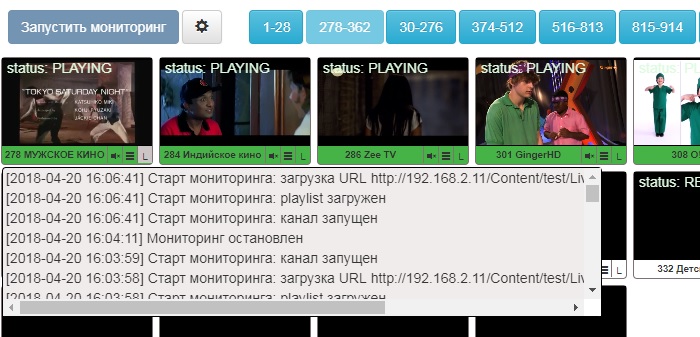 Запустить мониторинг
1-28
278-362
30-276
374-512
516-813
815-914
status: PLAYING
status: PLAYING
status: PLAYING
status: PLAYING
"TOKYO SATURDAY NIGHT"
KATSUHIKO MIKI
JACKIE CHAN
278 МУЖСКОЕ КИНО
L
284 Индийское кино
L
286 Zee TV
L
301 GingerHD
L
308 О
[2018-04-20 16:06:41] Старт мониторинга: загрузка URL http://192.168.2.11/Content/test/Liv
[2018-04-20 16:06:41] Старт мониторинга: playlist загружен
[2018-04-20 16:06:41] Старт мониторинга: канал запущен
[2018-04-20 16:04:11] Мониторинг остановлен
[2018-04-20 16:03:59] Старт мониторинга: канал запущен
[2018-04-20 16:03:58] Старт мониторинга: загрузка URL http://192.168.2.11/Content/test/Liv
[2018-04-20 16:03:58] Старт мониторинга: playlist загружен
status: RE
L
332 Детс